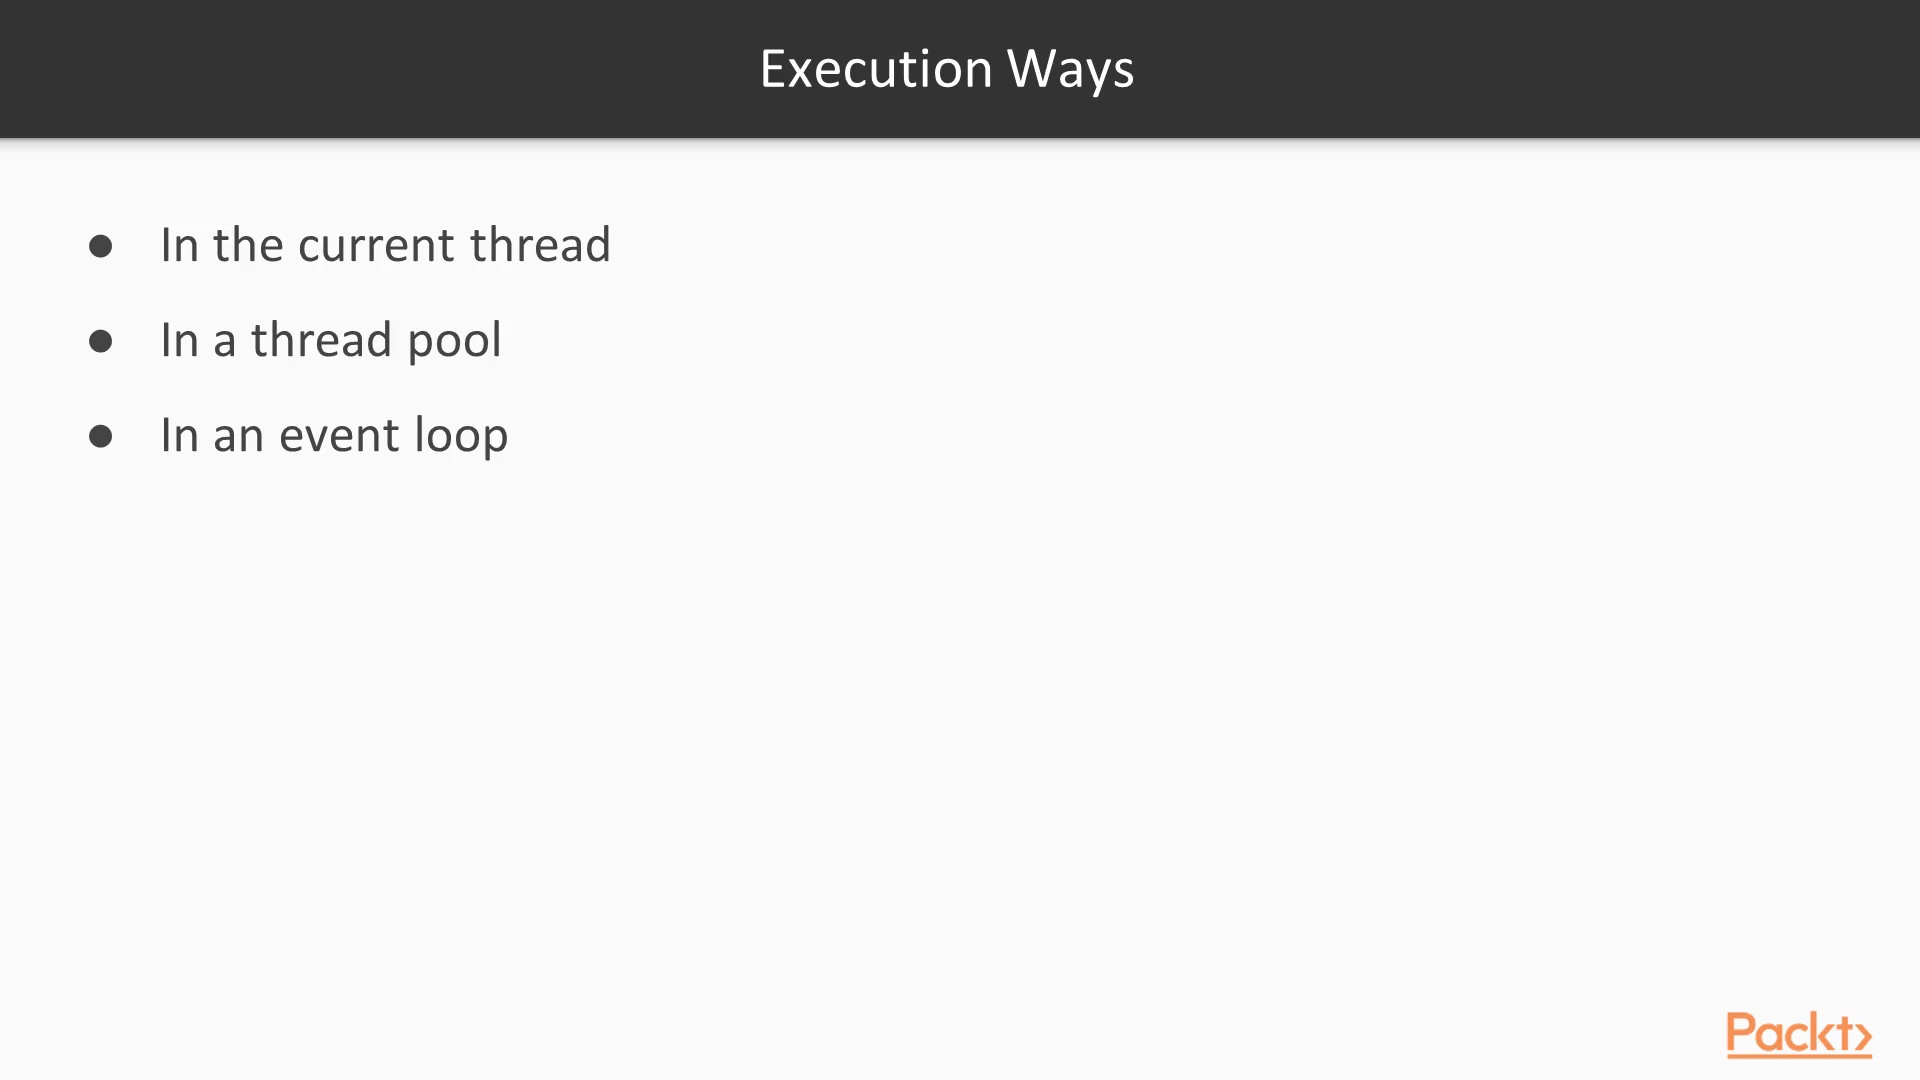 Execution Ways
● In the current thread
● In a thread pool
● In an event loop
Packt>